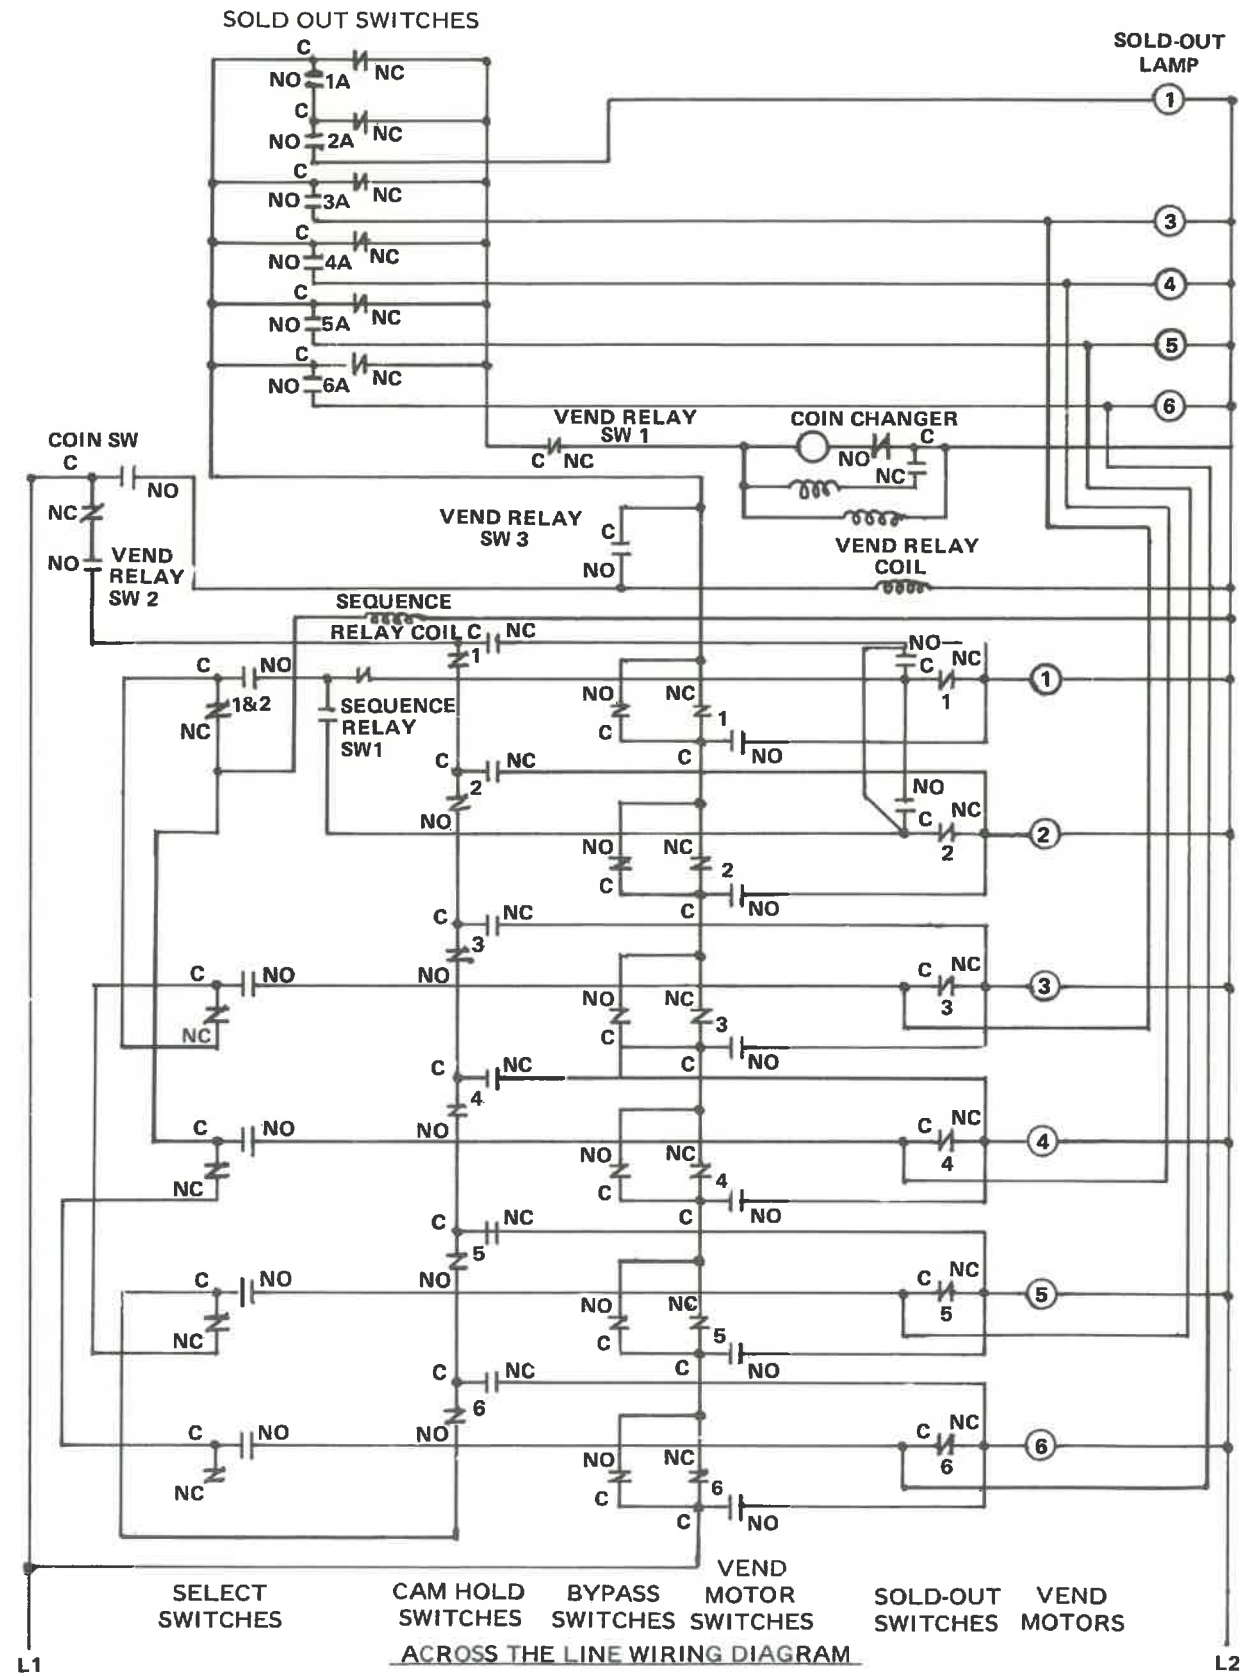 SOLD OUT SWITCHES
SOLD-OUT
LAMP
C
NC
NO 1A
1
C
NC
NO 2A
C
NC
NO 3A
3
C
NC
NO 4A
4
C
NC
NO 5A
5
C
NC
NO 6A
6
VEND RELAY
SW 1
C NC
COIN CHANGER
C
NO
NC
COIN SW
C
NO
NC
VEND RELAY
SW 3
C
NO
VEND RELAY
COIL
NO
VEND
RELAY
SW 2
SEQUENCE
RELAY COIL
C NC
1
NO
C NC
1
1
C NO
1&2
NC
SEQUENCE
RELAY
SW1
NO NC
1
C
C
NO
C NC
2
NO
NO
C NC
2
2
NO NC
2
C
C
NO
C NC
3
NO
C NO
NC
C NC
3
3
NO NC
3
C
C
NO
C NC
4
NO
C NO
NC
C NC
4
4
NO NC
4
C
C
NO
C NC
5
NO
C NO
NC
C NC
5
5
NO NC
5
C
C
NO
C NC
6
NO
C NO
NC
C NC
6
6
NO NC
6
C
C
NO
SELECT
SWITCHES
CAM HOLD
SWITCHES
BYPASS
SWITCHES
VEND
MOTOR
SWITCHES
SOLD-OUT
SWITCHES
VEND
MOTORS
L1
ACROSS THE LINE WIRING DIAGRAM
L2